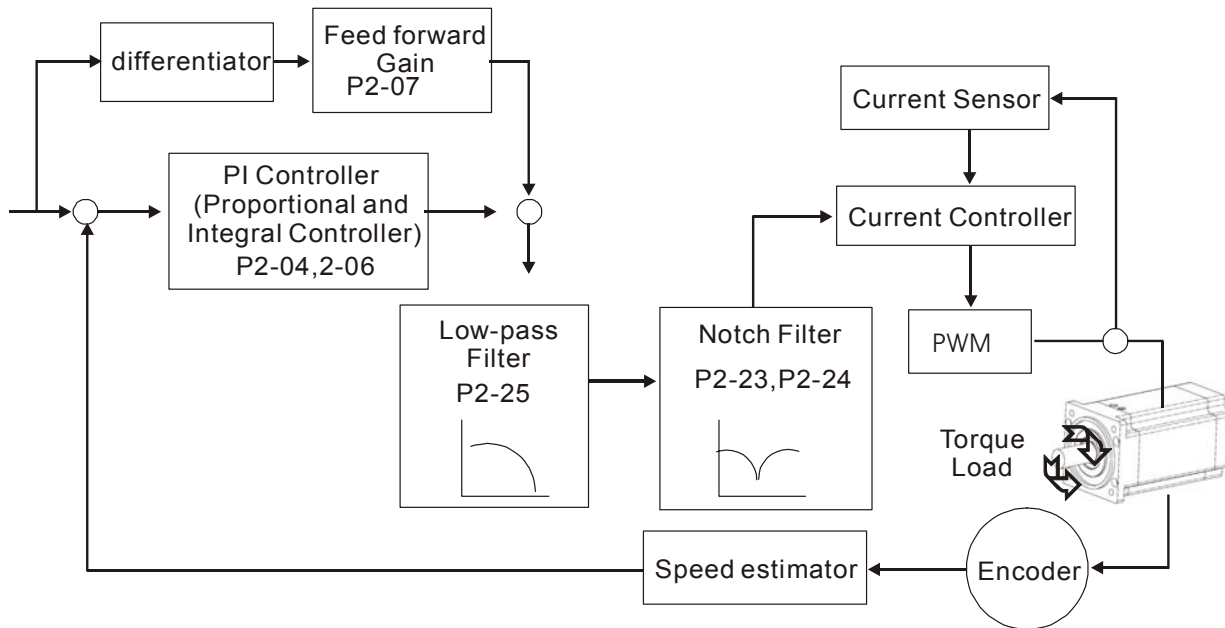 differentiator
Feed forward
Gain
P2-07
Current Sensor
PI Controller
(Proportional and
Integral Controller)
P2-04,2-06
Current Controller
Low-pass
Filter
P2-25
Notch Filter
P2-23,P2-24
PWM
Torque
Load
Speed estimator
Encoder